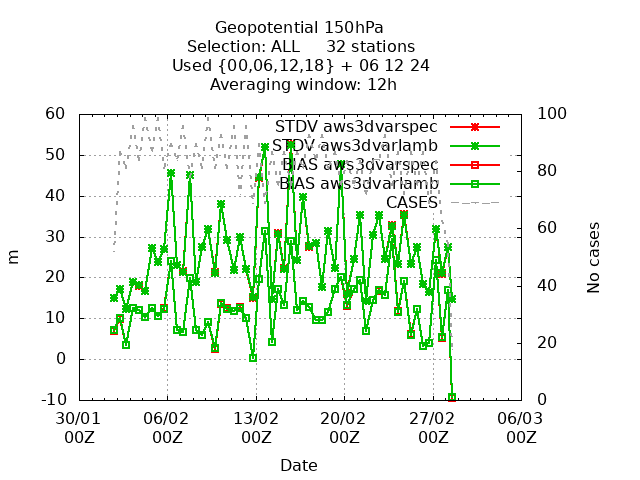 Geopotential 150hPa
Selection: ALL 32 stations
Used {00,06,12,18} + 06 12 24
Averaging window: 12h
60 100
STDV aws3dvarspec
STDV aws3dvarlamb
50
BIAS aws3dvarspec
80
BIAS aws3dvarlamb
40
CASES
30 60
m No cases
20
40
10
20
0
-10 0
30/01 06/02 13/02 20/02 27/02 06/03
00Z 00Z 00Z 00Z 00Z 00Z
Date